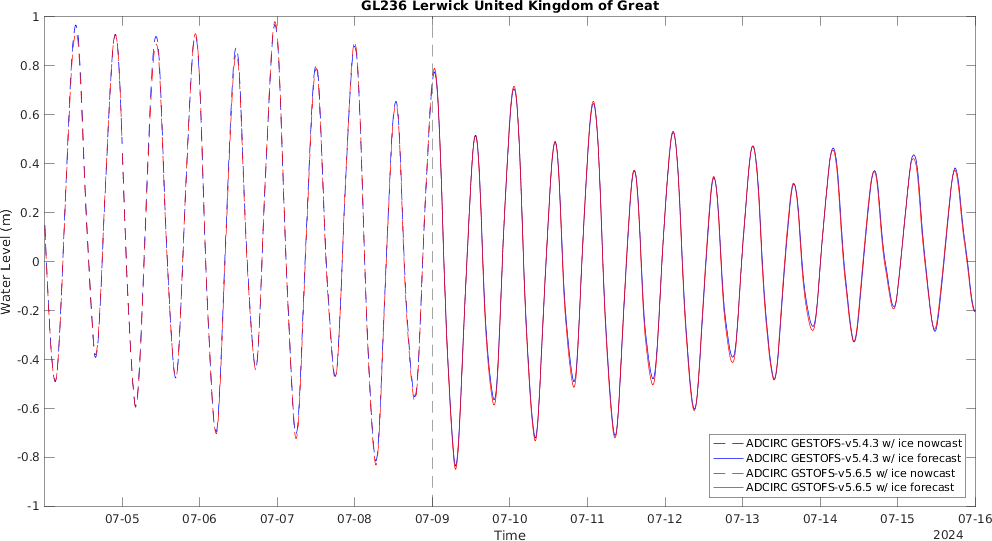 GL236 Lerwick United Kingdom of Great
1
0.8
0.6
0.4
0.2
0
-0.2
-0.4
-0.6
-0.8
-1
Water Level (m)
ADCIRC GESTOFS-v5.4.3 w/ ice nowcast
ADCIRC GESTOFS-v5.4.3 w/ ice forecast
ADCIRC GSTOFS-v5.6.5 w/ ice nowcast
ADCIRC GSTOFS-v5.6.5 w/ ice forecast
07-05 07-06 07-07 07-08 07-09 07-10 07-11 07-12 07-13 07-14 07-15 07-16
Time
2024